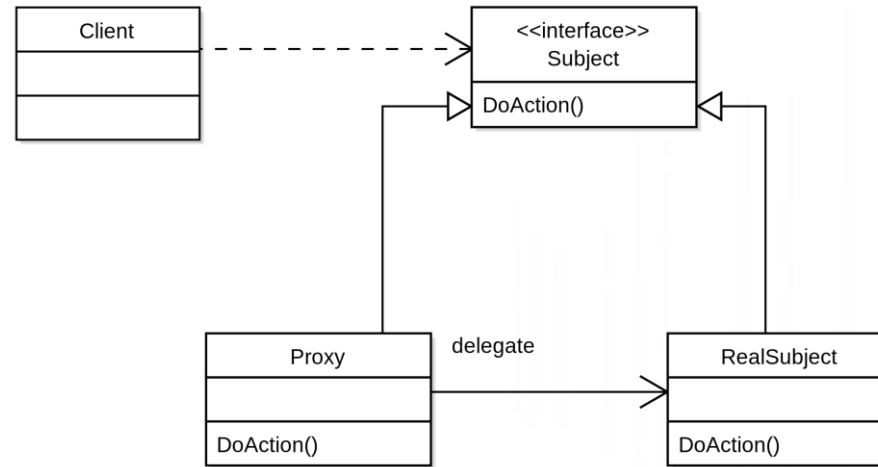 Client
<<interface>>
Subject
DoAction()
Proxy
delegate
RealSubject
DoAction()
DoAction()